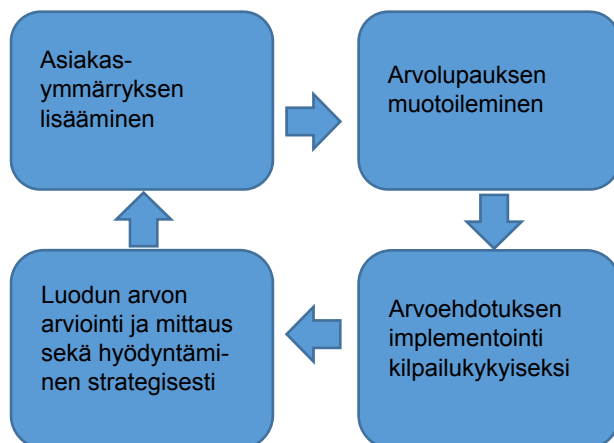 Asiakas-
ymmärryksen
lisääminen
Arvolupauksen
muotoileminen
Arvoehdotuksen
implementointi
kilpailukykyiseksi
Luodun arvon
arviointi ja mittaus
sekä hyödyntämi-
nen strategisesti